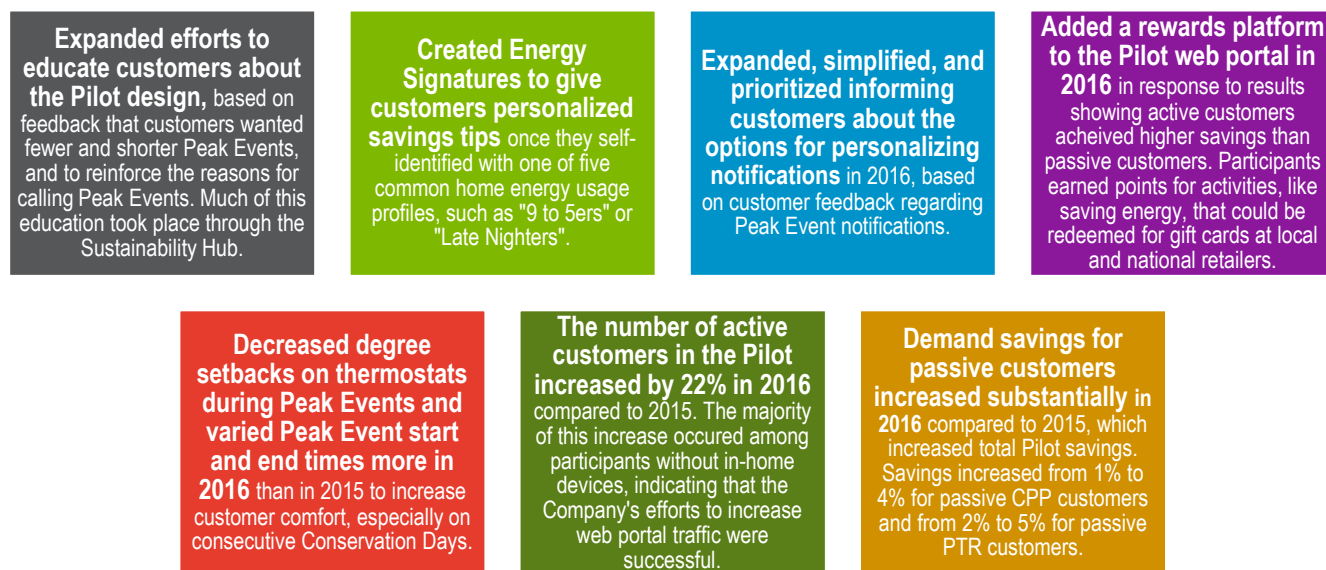 Expanded efforts to
educate customers about
the Pilot design, based on
feedback that customers wanted
fewer and shorter Peak Events,
and to reinforce the reasons for
calling Peak Events. Much of this
education took place through the
Sustainability Hub.
Created Energy
Signatures to give
customers personalized
savings tips once they self-
identified with one of five
common home energy usage
profiles, such as "9 to 5ers" or
"Late Nighters".
Expanded, simplified, and
prioritized informing
customers about the
options for personalizing
notifications in 2016, based
on customer feedback regarding
Peak Event notifications.
Added a rewards platform
to the Pilot web portal in
2016 in response to results
showing active customers
acheived higher savings than
passive customers. Participants
earned points for activities, like
saving energy, that could be
redeemed for gift cards at local
and national retailers.
Decreased degree
setbacks on thermostats
during Peak Events and
varied Peak Event start
and end times more in
2016 than in 2015 to increase
customer comfort, especially on
consecutive Conservation Days.
The number of active
customers in the Pilot
increased by 22% in 2016
compared to 2015. The majority
of this increase occured among
participants without in-home
devices, indicating that the
Company's efforts to increase
web portal traffic were
successful.
Demand savings for
passive customers
increased substantially in
2016 compared to 2015, which
increased total Pilot savings.
Savings increased from 1% to
4% for passive CPP customers
and from 2% to 5% for passive
PTR customers.